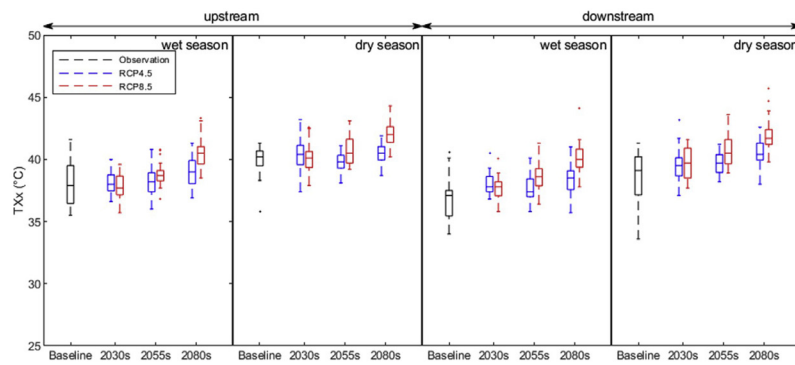 upstream downstream
wet season dry season wet season dry season
Observation
RCP4.5
RCP8.5
TXx (°C)
50
45
40
35
30
25
Baseline 2030s 2055s 2080s Baseline 2030s 2055s 2080s Baseline 2030s 2055s 2080s Baseline 2030s 2055s 2080s